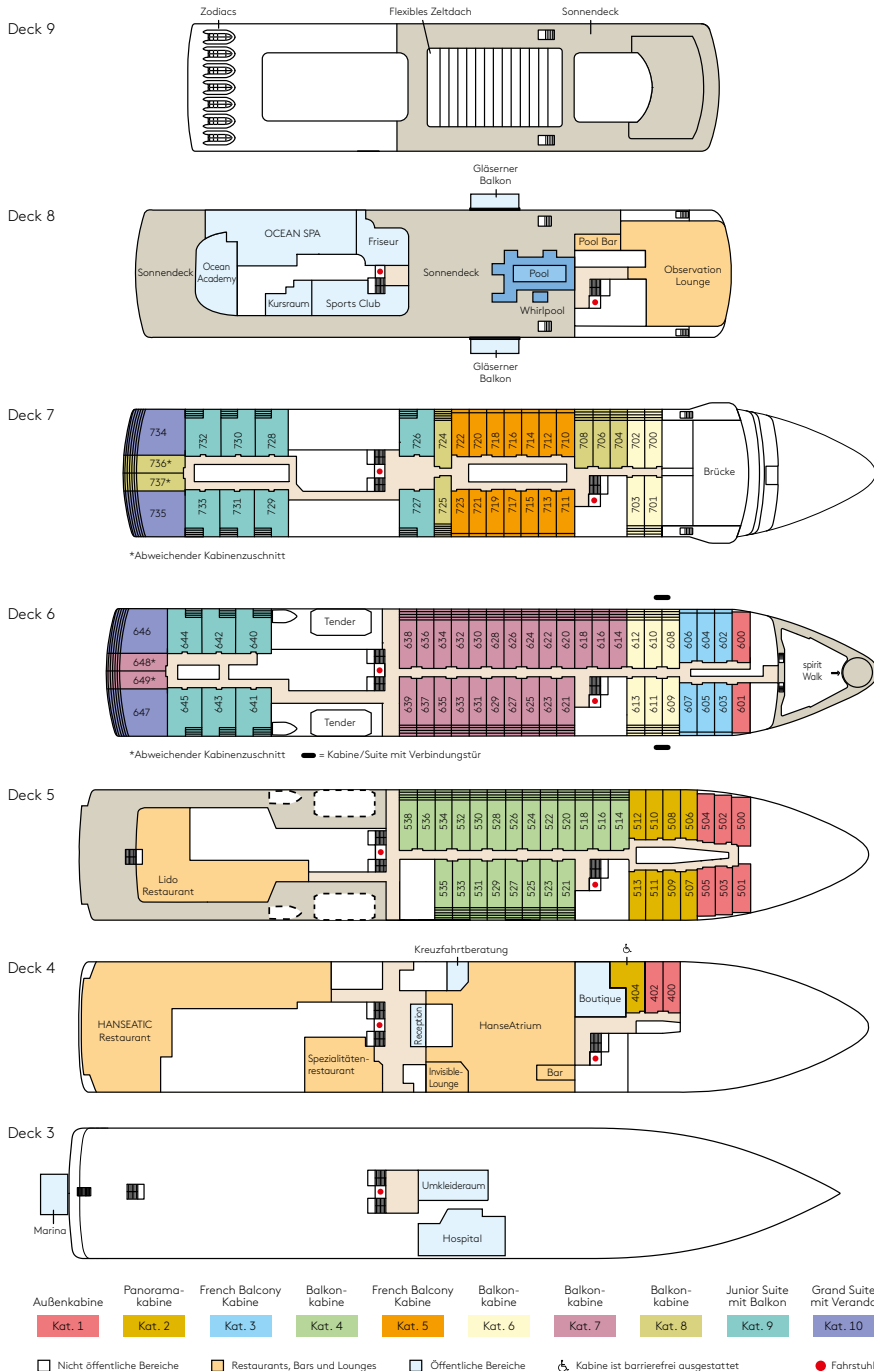 Deck 9
Zodiacs
Flexibles Zeltdach
Sonnendeck
Deck 8
Gläserner
Balkon
OCEAN SPA
Friseur
Pool Bar
Sonnendeck
Ocean
Academy
Sonnendeck
Pool
Observation
Lounge
Kursraum
Sports Club
Whirlpool
Gläserner
Balkon
Deck 7
734
732
730
728
726
724
722
720
718
716
714
712
710
708
706
704
702
700
736*
737*
Brücke
735
733
731
729
727
725
723
721
719
717
715
713
711
703
701
*Abweichender Kabinenzuschnitt
Deck 6
646
644
642
640
Tender
638
636
634
632
630
628
626
624
622
620
618
616
614
612
610
608
606
604
602
600
648*
649*
spirit
Walk
647
645
643
641
Tender
639
637
635
633
631
629
627
625
623
621
613
611
609
607
605
603
601
*Abweichender Kabinenzuschnitt
= Kabine/Suite mit Verbindungstür
Deck 5
538
536
534
532
530
528
526
524
522
520
518
516
514
512
510
508
506
504
502
500
Lido
Restaurant
535
533
531
529
527
525
523
521
513
511
509
507
505
503
501
Deck 4
Kreuzfahrtberatung
HANSEATIC
Restaurant
Reception
HanseAtrium
Boutique
404
402
400
Spezialitäten-
restaurant
Invisible-
Lounge
Bar
Deck 3
Umkleideraum
Marina
Hospital
Außenkabine
Kat. 1
Panorama-
kabine
Kat. 2
French Balcony
Kabine
Kat. 3
Balkon-
kabine
Kat. 4
French Balcony
Kabine
Kat. 5
Balkon-
kabine
Kat. 6
Balkon-
kabine
Kat. 7
Balkon-
kabine
Kat. 8
Junior Suite
mit Balkon
Kat. 9
Grand Suite
mit Veranda
Kat. 10
Nicht öffentliche Bereiche
Restaurants, Bars und Lounges
Öffentliche Bereiche
Kabine ist barrierefrei ausgestattet
Fahrstuhl